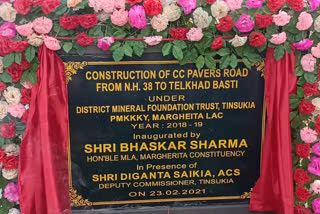 CONSTRUCTION OF CC PAVERS ROAD
FROM N.H. 38 TO TELKHAD BASTI
UNDER
DISTRICT MINERAL FOUNDATION TRUST, TINSUKIA
PMKKKY, MARGHEITA LAC
YEAR : 2018 - 19
Inaugurated by
SHRI BHASKAR SHARMA
HON'BLE MLA, MARGHERITA CONSTITUENCY
In Presence of
SHRI DIGANTA SAIKIA, ACS
DEPUTY COMMISSIONER, TINSUKIA
ON 23.02.2021